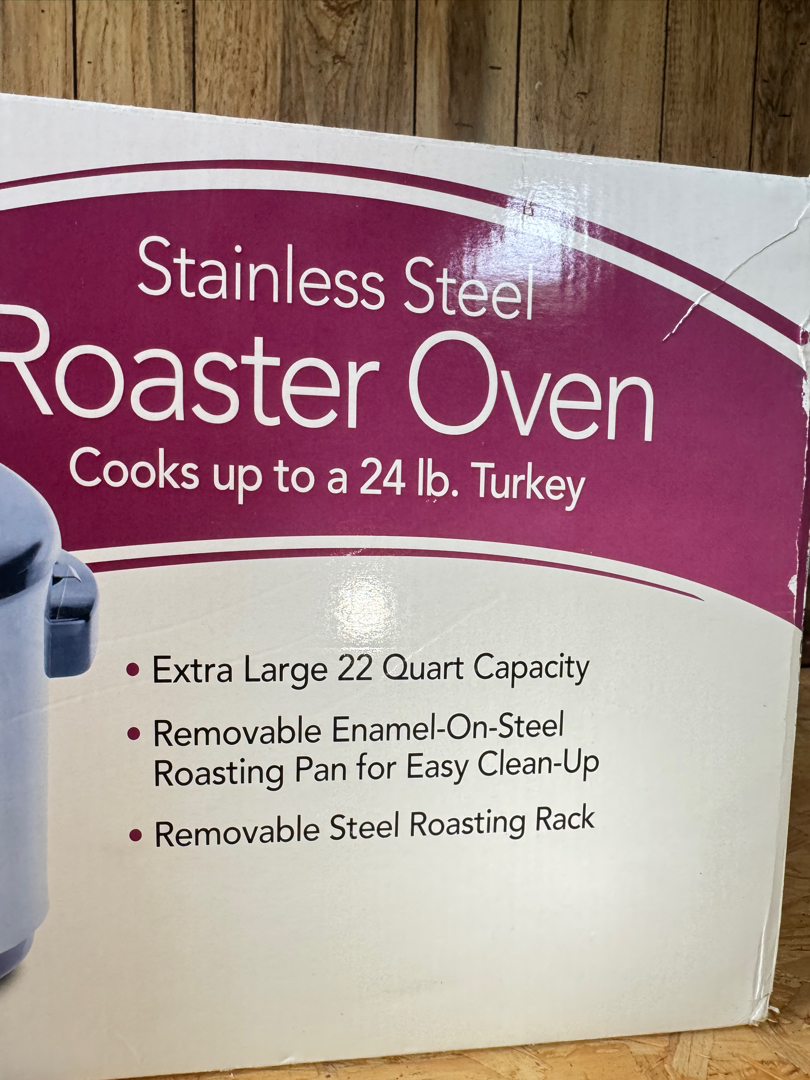 Stainless Steel
Roaster Oven
Cooks up to a 24 lb. Turkey
• Extra Large 22 Quart Capacity
• Removable Enamel-On-Steel
Roasting Pan for Easy Clean-Up
• Removable Steel Roasting Rack